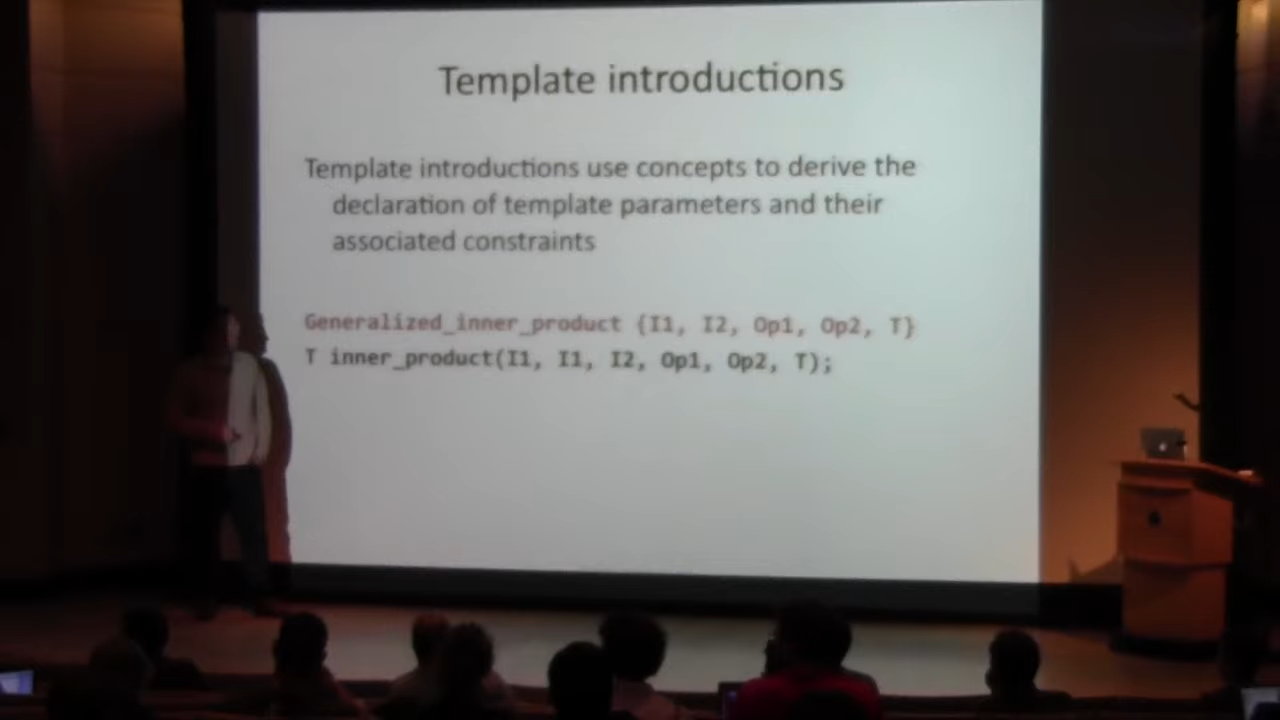 Template introductions
Template introductions use concepts to derive the
declaration of template parameters and their
associated constraints
Generalized_inner_product {I1, I2, Op1, Op2, T}
T inner_product(I1, I1, I2, Op1, Op2, T);